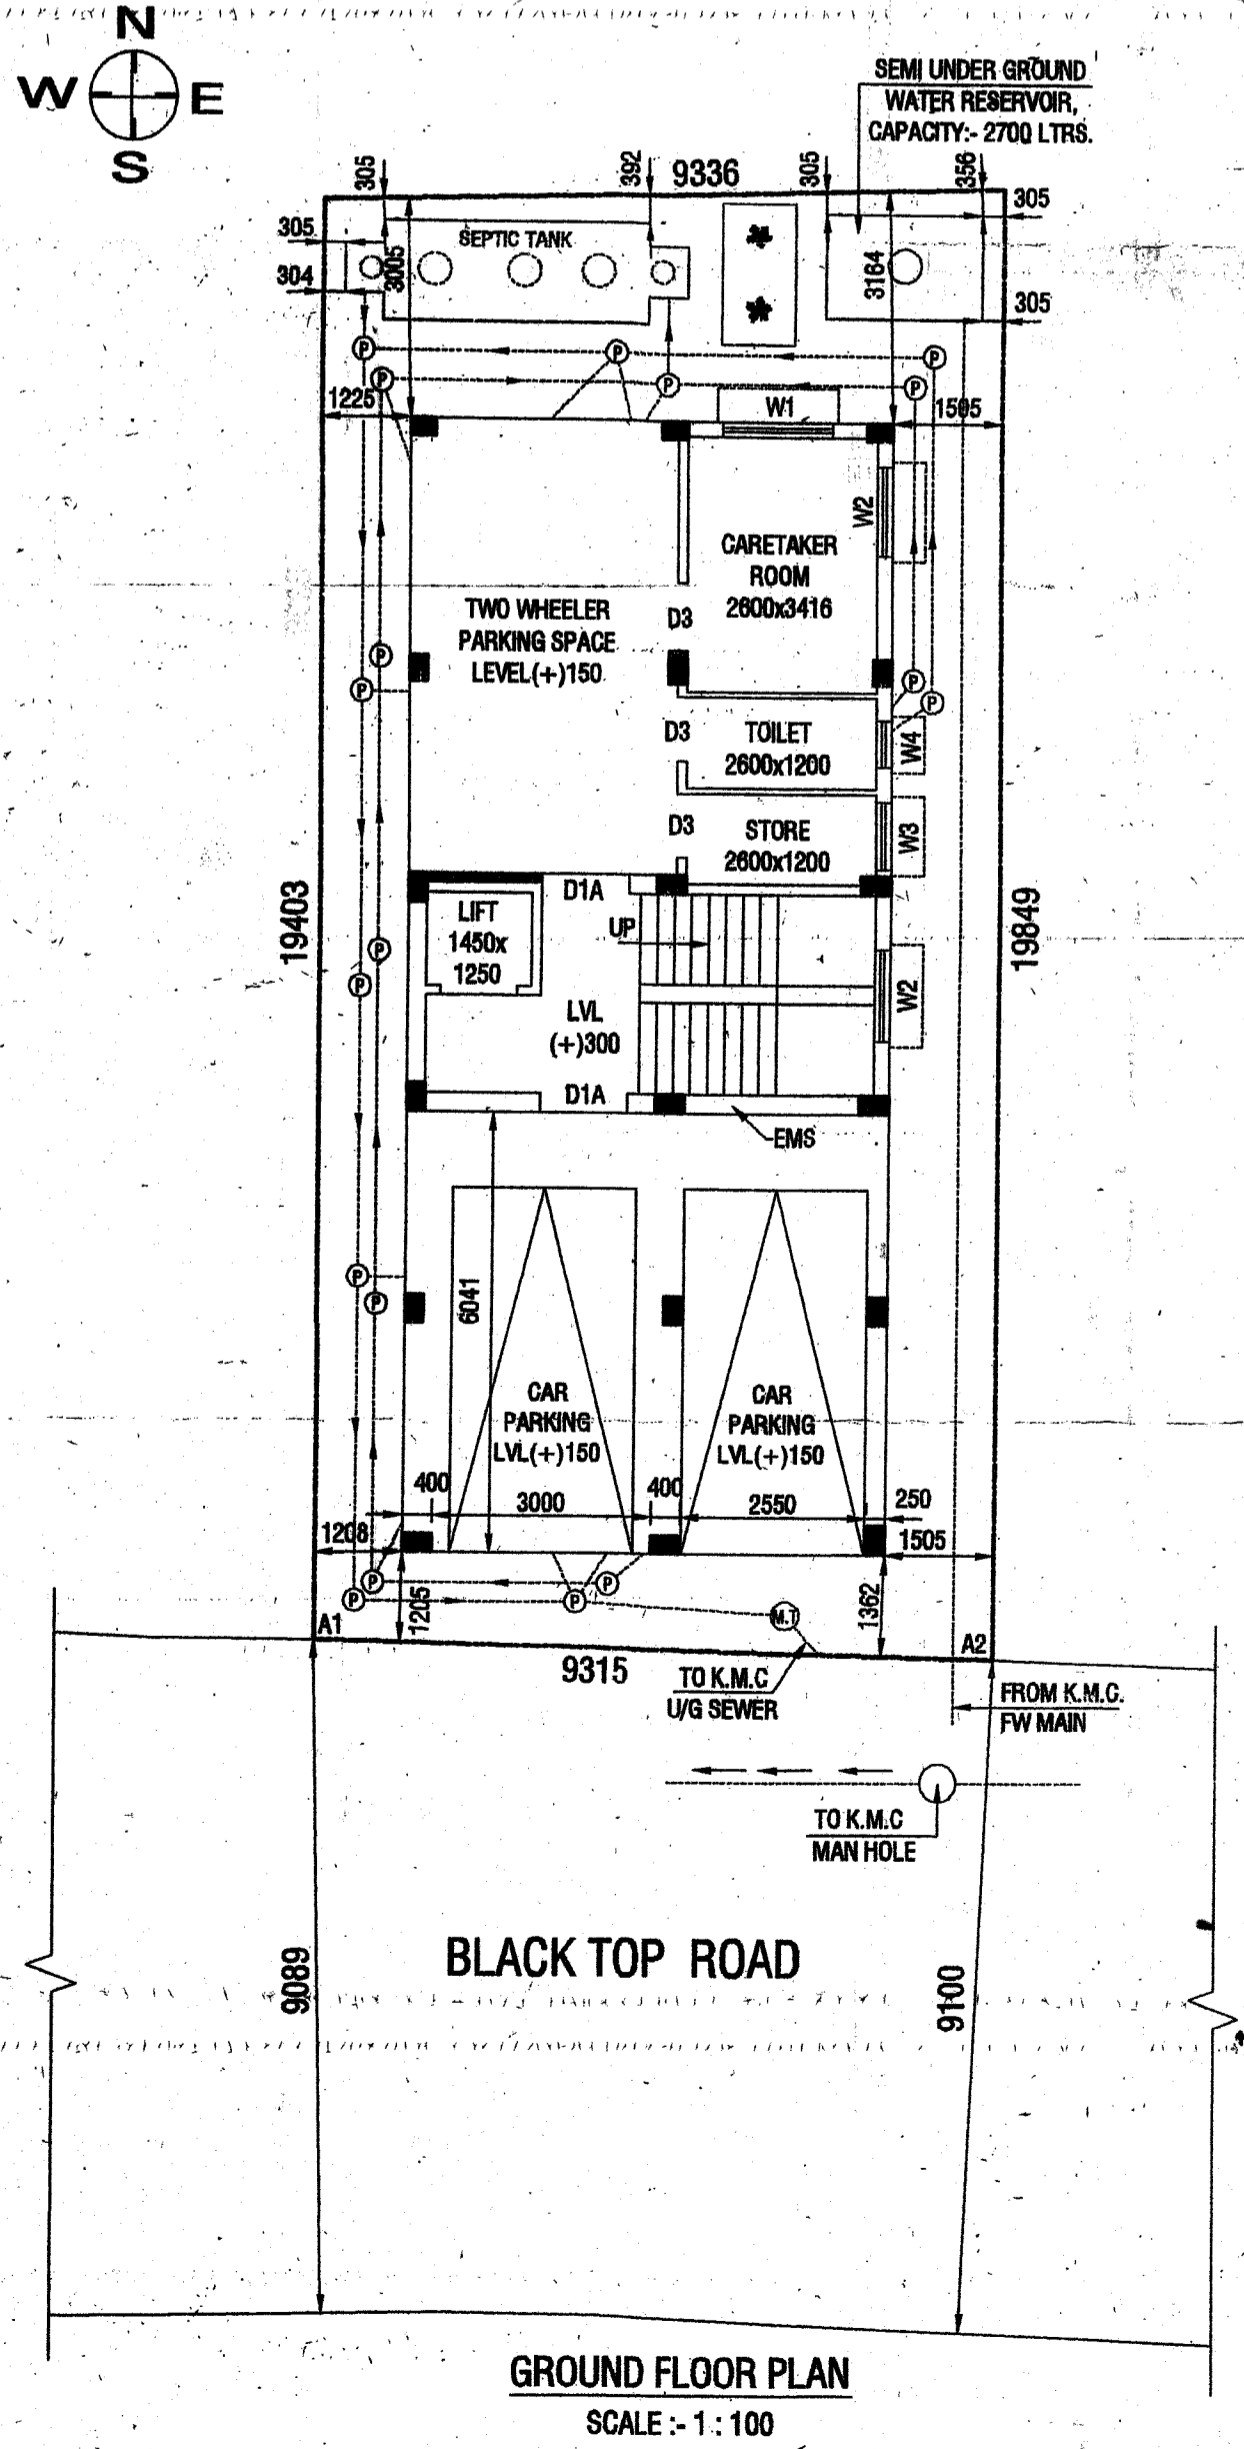 N
W E
S
SEMI UNDER GROUND
WATER RESERVOIR,
CAPACITY:- 2700 LTRS.
305
392
9336
305
356
305
305
SEPTIC TANK
304
3005
3164
305
P
P
P
P
P
P
1225
W1
1505
W2
CARETAKER
ROOM
2600x3416
TWO WHEELER
PARKING SPACE
LEVEL(+)150
D3
P
P
P
P
D3
TOILET
2600x1200
W4
D3
STORE
2600x1200
W3
D1A
LIFT
1450x
1250
UP
19403
19849
P
P
W2
LVL
(+)300
D1A
EMS
P
P
6041
CAR
PARKING
LVL(+)150
CAR
PARKING
LVL(+)150
400
3000
400
2550
250
1208
1505
P
P
P
P
M.T
1205
1362
A1
A2
9315
TO K.M.C
U/G SEWER
FROM K.M.C.
FW MAIN
TO K.M.C
MAN HOLE
BLACK TOP ROAD
9089
9100
GROUND FLOOR PLAN
SCALE :- 1 : 100